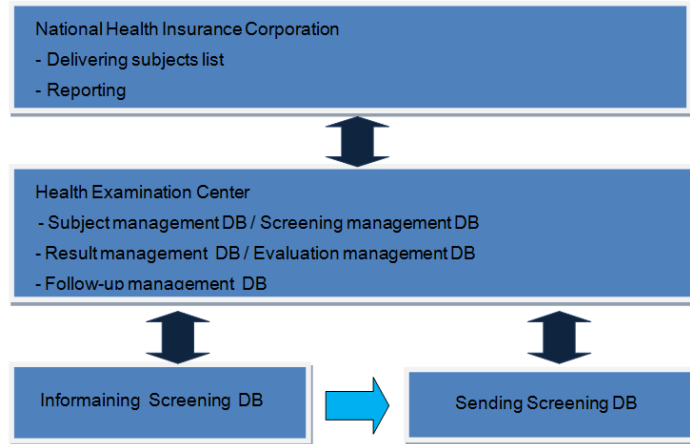 National Health Insurance Corporation
- Delivering subjects list
- Reporting
Health Examination Center
- Subject management DB / Screening management DB
- Result management DB / Evaluation management DB
- Follow-up management DB
Informaining Screening DB
Sending Screening DB